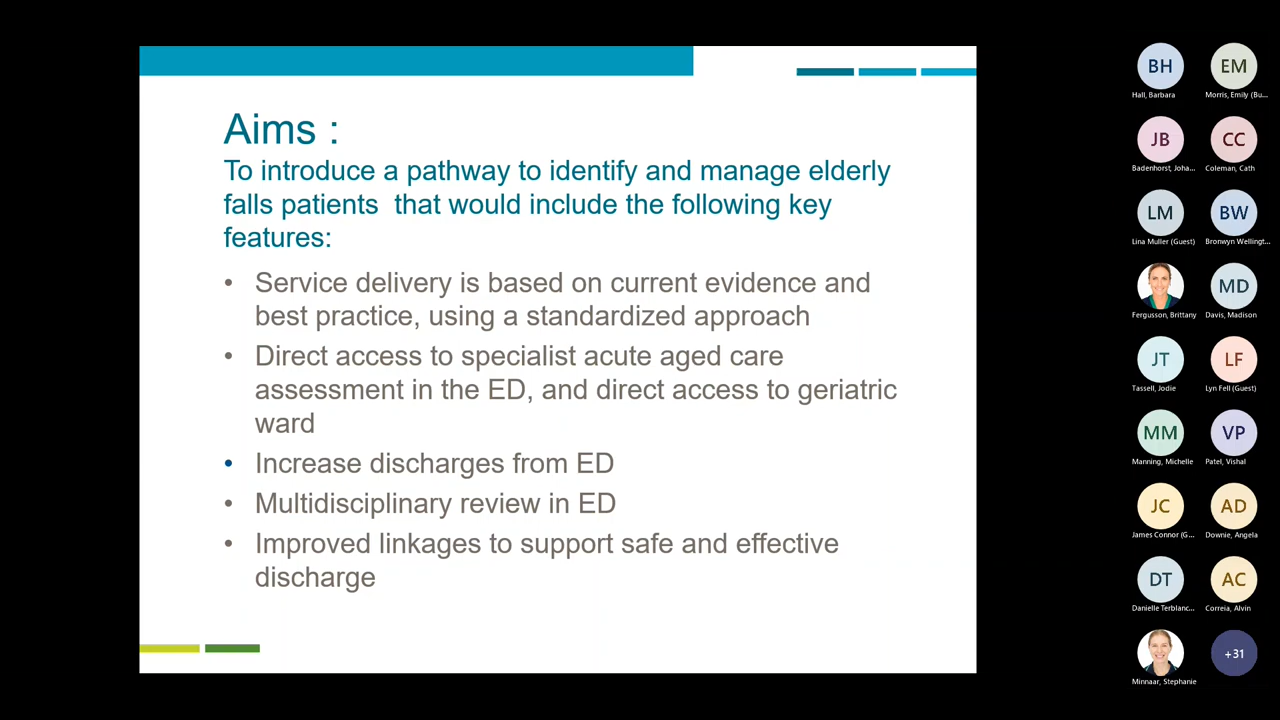 Aims :
To introduce a pathway to identify and manage elderly
falls patients  that would include the following key
features:
• Service delivery is based on current evidence and
best practice, using a standardized approach
• Direct access to specialist acute aged care
assessment in the ED, and direct access to geriatric
ward
• Increase discharges from ED
• Multidisciplinary review in ED
• Improved linkages to support safe and effective
discharge
BH
Hall, Barbara
EM
Morris, Emily (Bu...
JB
Badenhorst, Joha...
CC
Coleman, Cath
LM
Lina Muller (Guest)
BW
Bronwyn Wellingt...
Fergusson, Brittany
MD
Davis, Madison
JT
Tassell, Jodie
LF
Lyn Fell (Guest)
MM
Manning, Michelle
VP
Patel, Vishal
JC
James Connor (G...
AD
Downie, Angela
DT
Danielle Terblanc...
AC
Correia, Alvin
Minnaar, Stephanie
+31